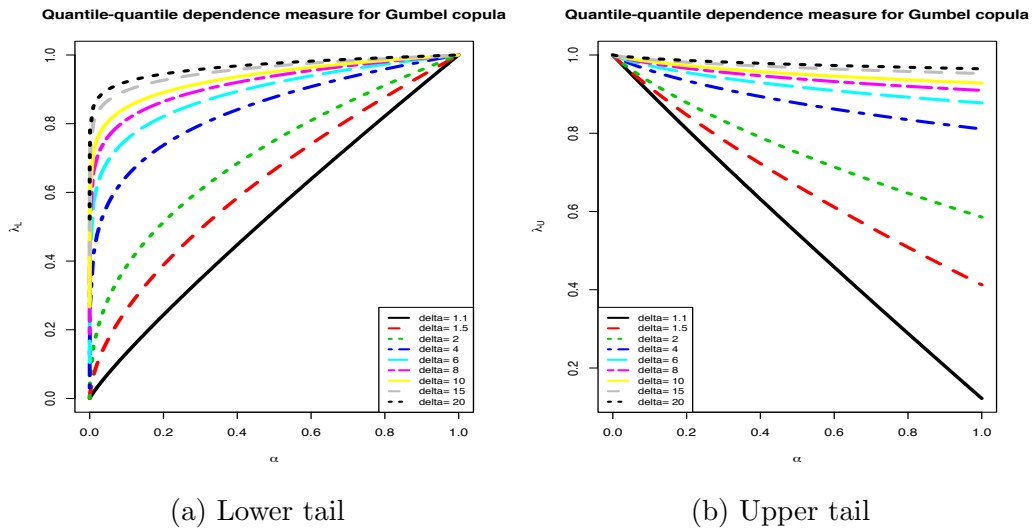 Quantile-quantile dependence measure for Gumbel copula
λL
1.0
0.8
0.6
0.4
0.2
0.0
delta= 1.1
delta= 1.5
delta= 2
delta= 4
delta= 6
delta= 8
delta= 10
delta= 15
delta= 20
0.0 0.2 0.4 0.6 0.8 1.0
α
(a) Lower tail
Quantile-quantile dependence measure for Gumbel copula
λU
1.0
0.8
0.6
0.4
0.2
delta= 1.1
delta= 1.5
delta= 2
delta= 4
delta= 6
delta= 8
delta= 10
delta= 15
delta= 20
0.0 0.2 0.4 0.6 0.8 1.0
α
(b) Upper tail